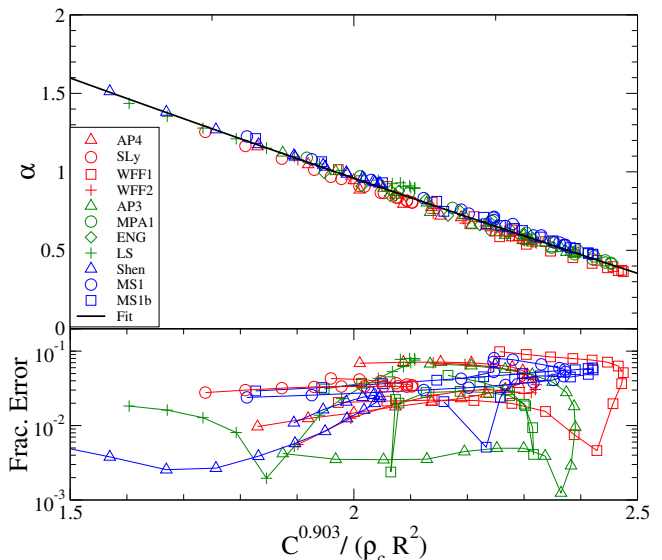 2
1.5
1
0.5
0
α
AP4
SLy
WFF1
WFF2
AP3
MPA1
ENG
LS
Shen
MS1
MS1b
Fit
10^-1
10^-2
10^-3
Frac. Error
1.5 2 2.5
C^0.903 / (ρ_c R^2)